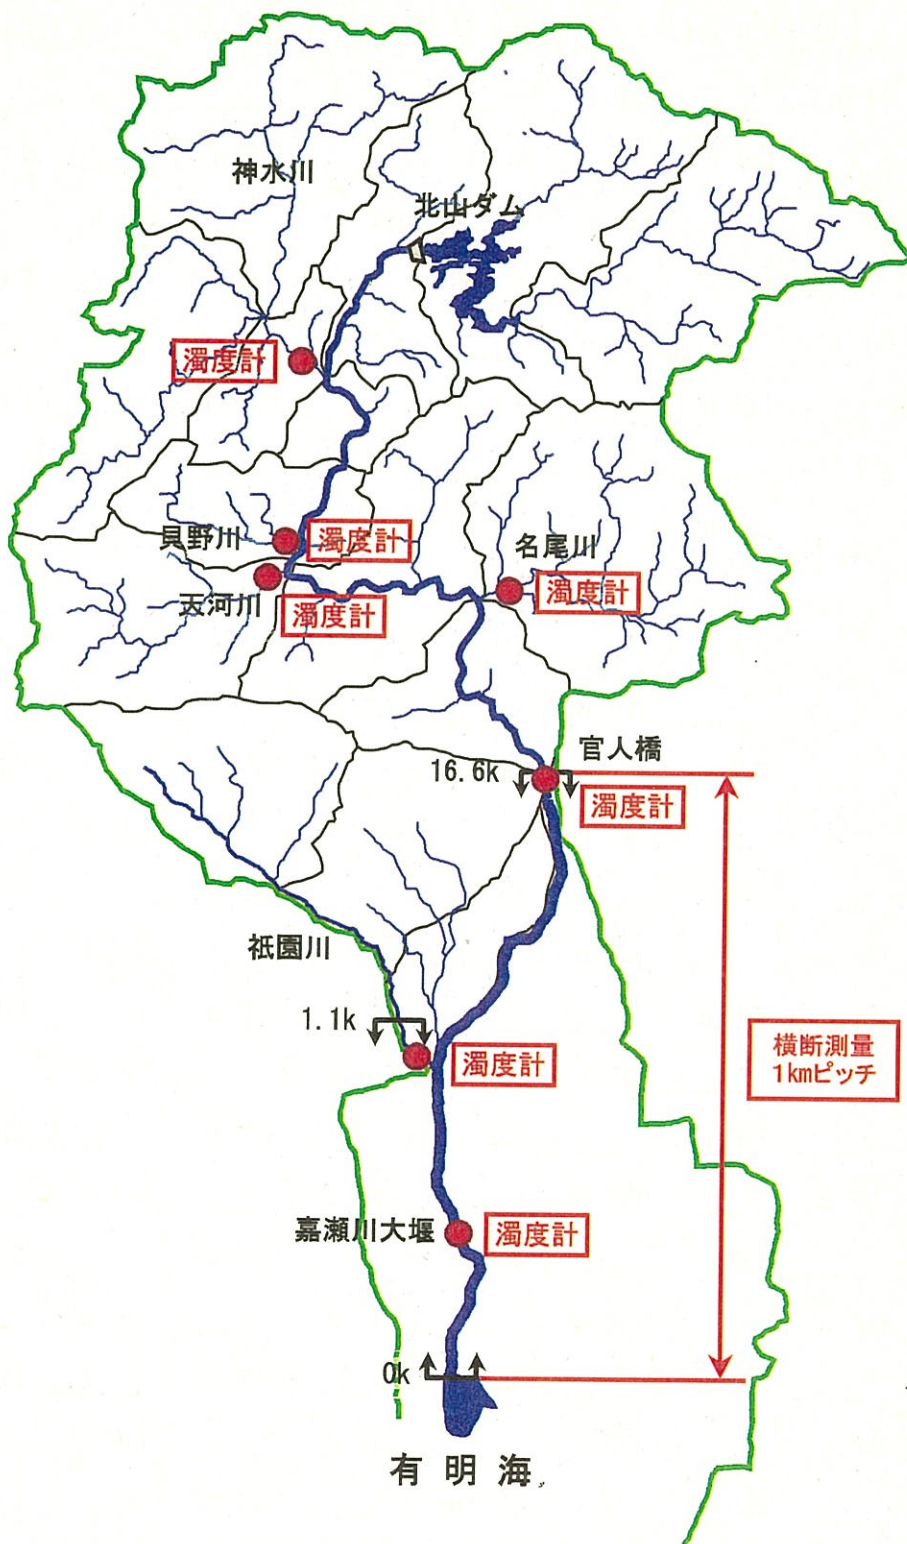 神水川
北山ダム
濁度計
貝野川
濁度計
名尾川
天河川
濁度計
濁度計
官人橋
16.6k
濁度計
祇園川
1.1k
濁度計
横断測量
1kmピッチ
嘉瀬川大堰
濁度計
0k
有明海